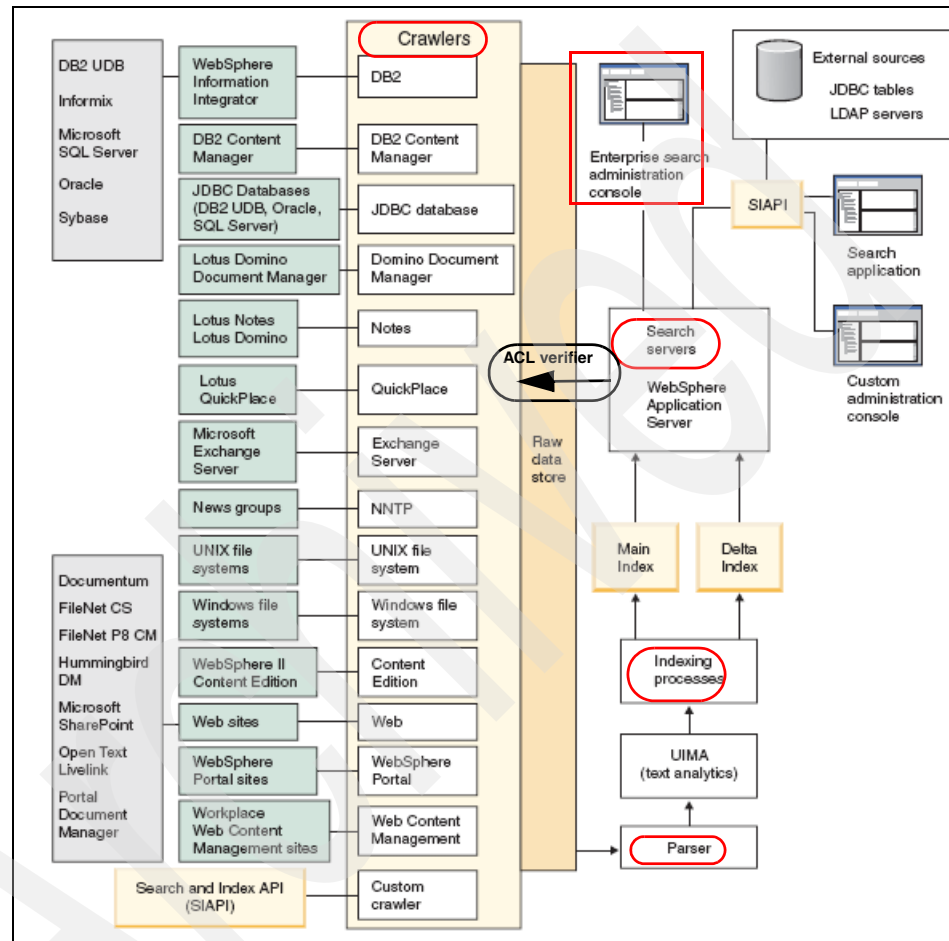 DB2 UDB
Informix
Microsoft
SQL Server
Oracle
Sybase
Documentum
FileNet CS
FileNet P8 CM
Hummingbird
DM
Microsoft
SharePoint
Open Text
Livelink
Portal
Document
Manager
WebSphere
Information
Integrator
DB2 Content
Manager
JDBC Databases
(DB2 UDB, Oracle,
SQL Server)
Lotus Domino
Document Manager
Lotus Notes
Lotus Domino
Lotus
QuickPlace
Microsoft
Exchange
Server
News groups
UNIX file
systems
Windows file
systems
WebSphere II
Content Edition
Web sites
WebSphere
Portal sites
Workplace
Web Content
Management sites
Search and Index API
(SIAPI)
Crawlers
DB2
DB2 Content
Manager
JDBC database
Domino Document
Manager
Notes
QuickPlace
Exchange
Server
NNTP
UNIX file
system
Windows file
system
Content
Edition
Web
WebSphere
Portal
Web Content
Management
Custom
crawler
ACL verifier
Raw
data
store
Enterprise search
administration
console
External sources
JDBC tables
LDAP servers
SIAPI
Search
application
Custom
administration
console
Search
servers
WebSphere
Application
Server
Main
Index
Delta
Index
Indexing
processes
UIMA
(text analytics)
Parser
Archived